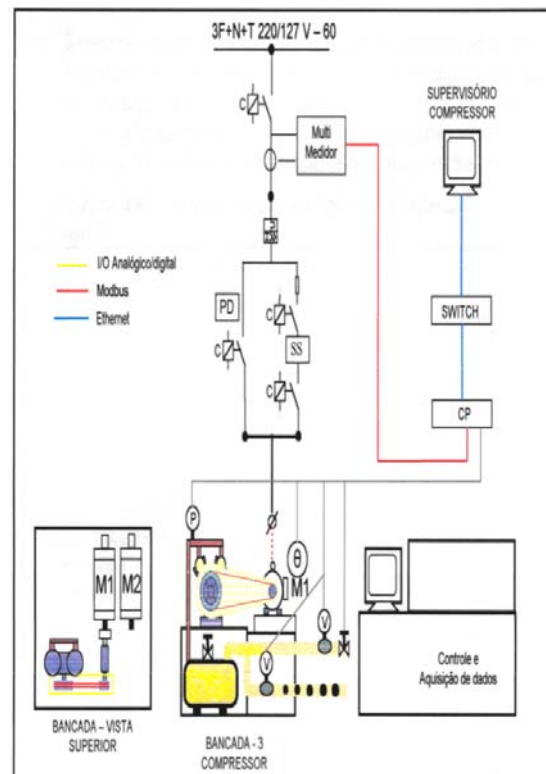 3F+N+T 220/127 V – 60
SUPERVISÓRIO
COMPRESSOR
C
Multi
Medidor
I/O Analógico/digital
Modbus
Ethernet
PD
C
C
SS
C
SWITCH
CP
P
θ
M1
V
V
M1
M2
Controle e
Aquisição de dados
BANCADA – VISTA
SUPERIOR
BANCADA - 3
COMPRESSOR